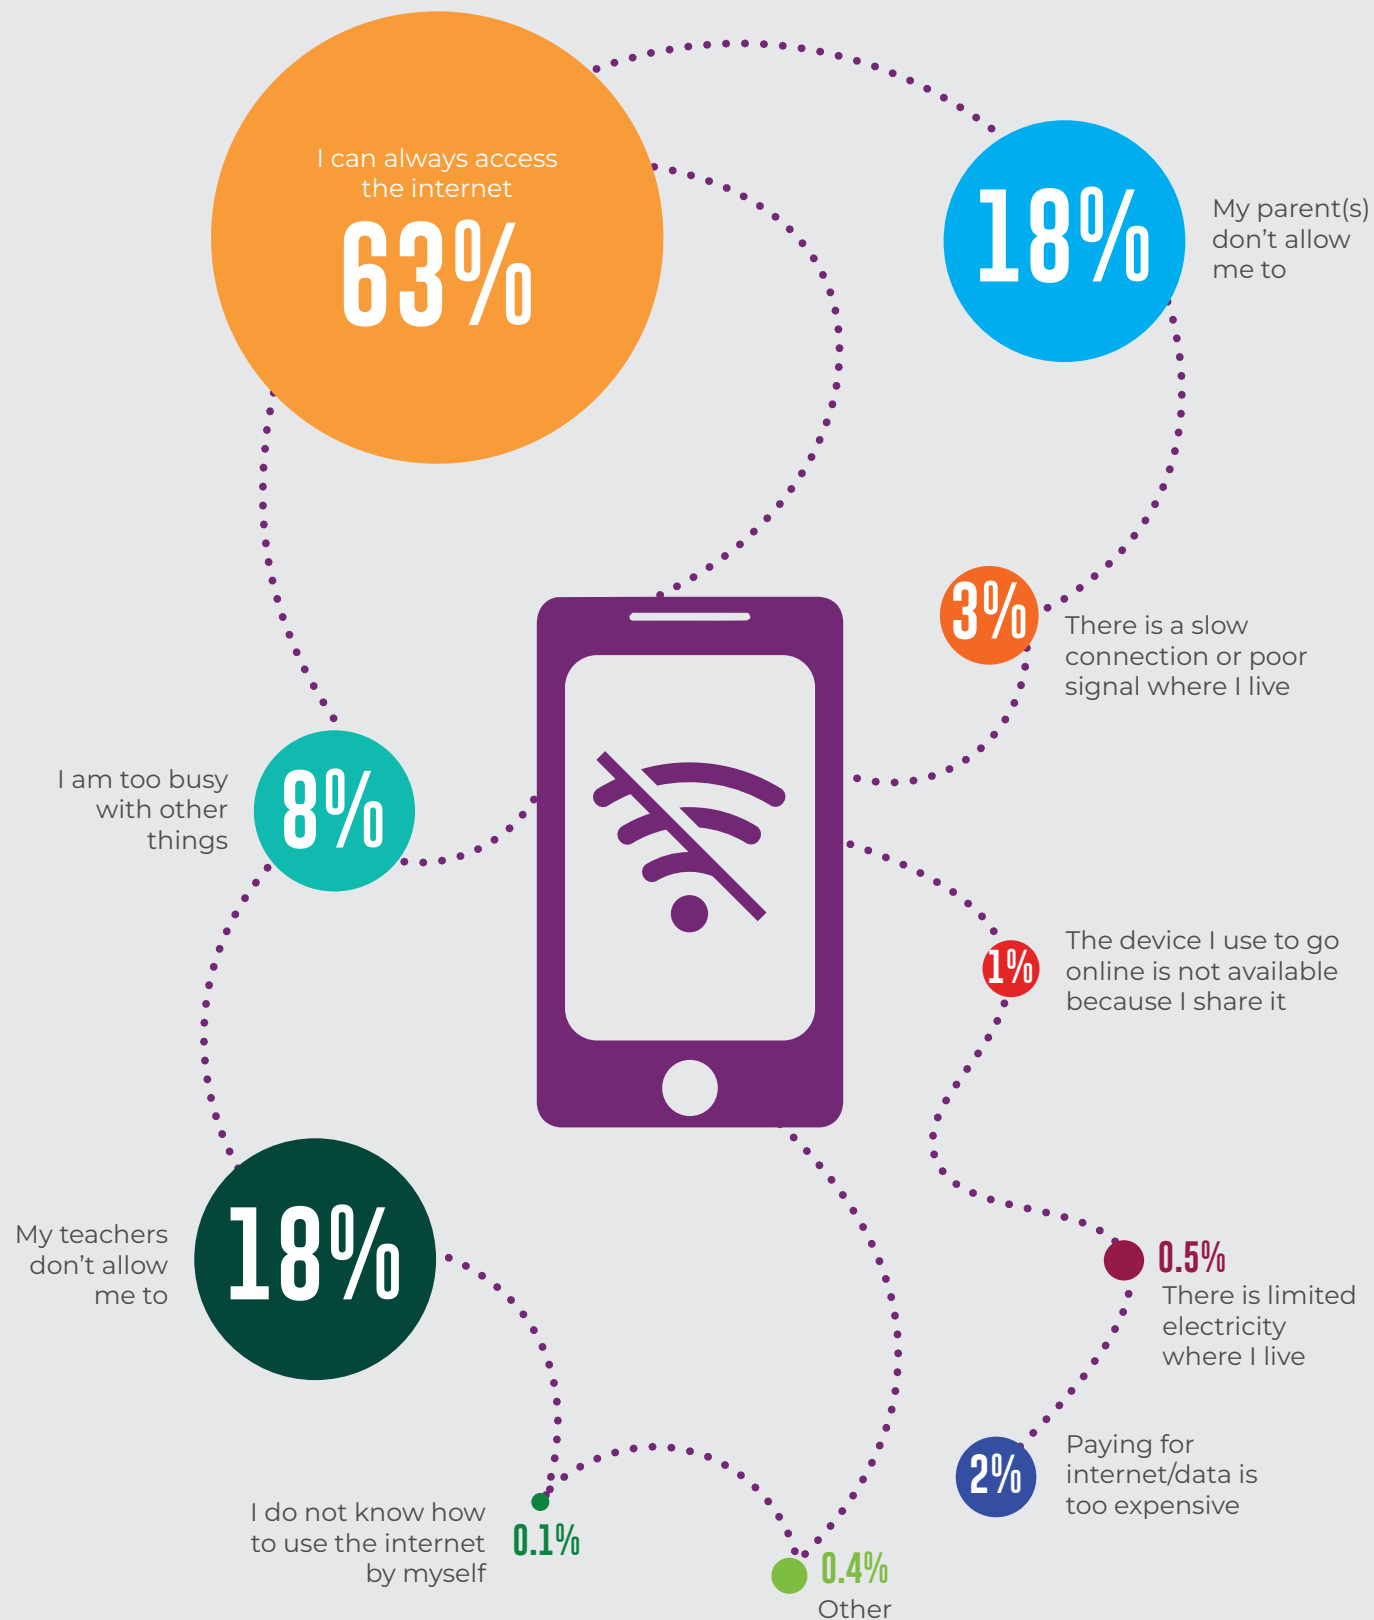 I can always access
the internet
63%
18%
My parent(s)
don’t allow
me to
3%
There is a slow
connection or poor
signal where I live
I am too busy
with other
things
8%
1%
The device I use to go
online is not available
because I share it
My teachers
don’t allow
me to
18%
0.5%
There is limited
electricity
where I live
2%
Paying for
internet/data is
too expensive
I do not know how
to use the internet
by myself
0.1%
0.4%
Other